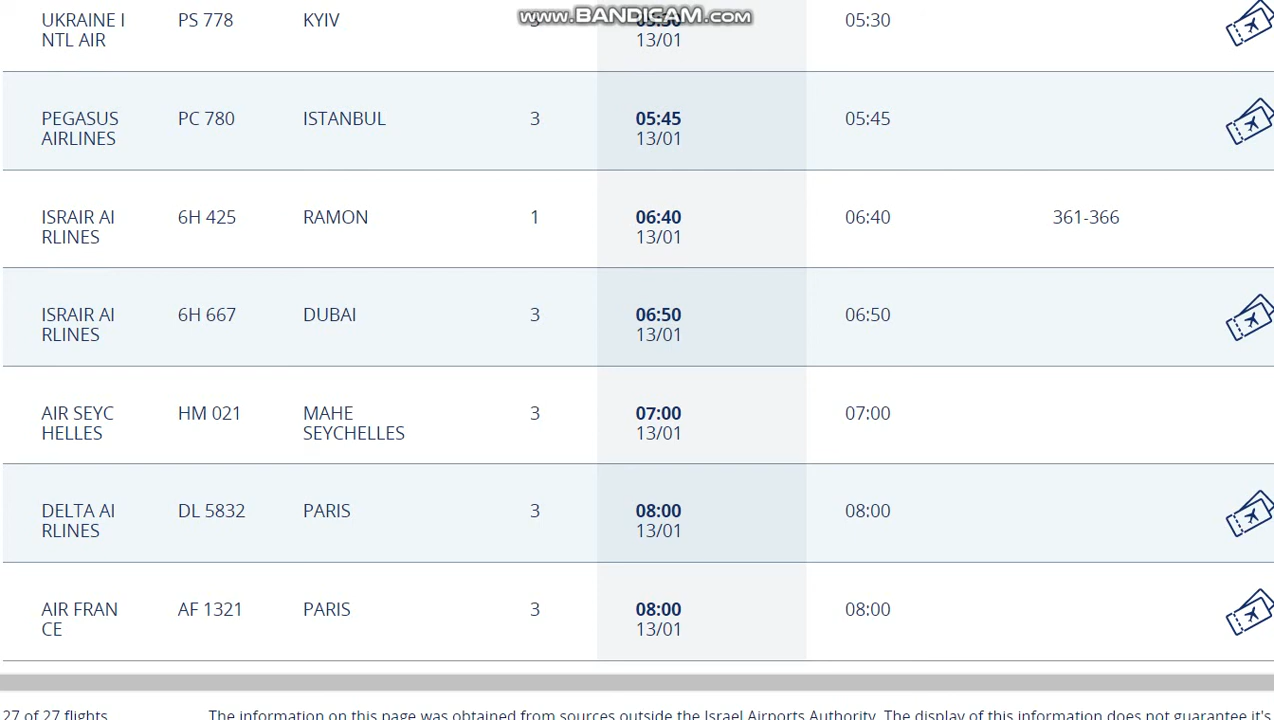 www.BANDICAM.com
UKRAINE I PS 778 KYIV 05:30 05:30
NTL AIR 13/01
PEGASUS PC 780 ISTANBUL 3 05:45 05:45
AIRLINES 13/01
ISRAIR AI 6H 425 RAMON 1 06:40 06:40 361-366
RLINES 13/01
ISRAIR AI 6H 667 DUBAI 3 06:50 06:50
RLINES 13/01
AIR SEYC HM 021 MAHE 3 07:00 07:00
HELLES SEYCHELLES 13/01
DELTA AI DL 5832 PARIS 3 08:00 08:00
RLINES 13/01
AIR FRAN AF 1321 PARIS 3 08:00 08:00
CE 13/01
27 of 27 flights The information on this page was obtained from sources outside the Israel Airports Authority. The display of this information does not guarantee it's